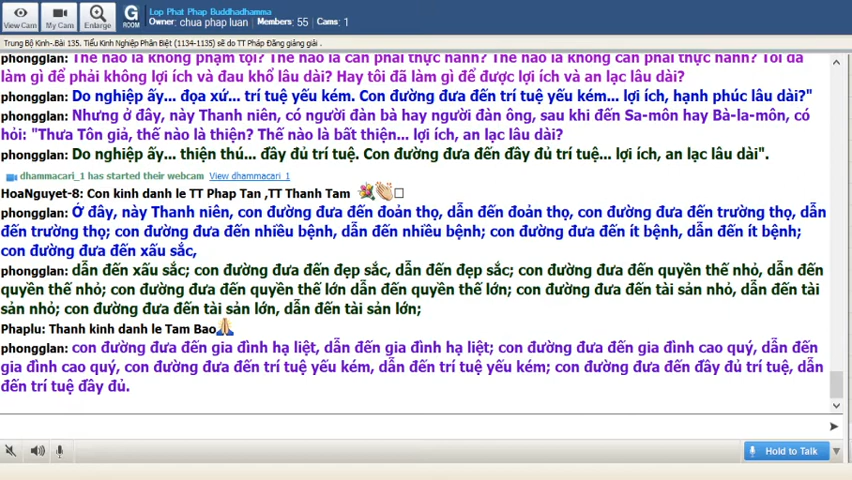 View Cam
My Cam
Enlarge
G
ROOM
Lop Phat Phap Buddhadhamma
Owner: chua phap luan Members: 55 Cams: 1
Trung Bộ Kinh-.Bài 135. Tiểu Kinh Nghiệp Phân Biệt (1134-1135) sẽ do TT Pháp Đăng giảng giải .
phongglan: Thế nào là không phạm tội? Thế nào là cần phải thực hành? Thế nào là không cần phải thực hành? Tôi đã
làm gì để phải không lợi ích và đau khổ lâu dài? Hay tôi đã làm gì để được lợi ích và an lạc lâu dài?
phongglan: Do nghiệp ấy... đọa xứ... trí tuệ yếu kém. Con đường đưa đến trí tuệ yếu kém... lợi ích, hạnh phúc lâu dài?"
phongglan: Nhưng ở đây, này Thanh niên, có người đàn bà hay người đàn ông, sau khi đến Sa-môn hay Bà-la-môn, có
hỏi: "Thưa Tôn giả, thế nào là thiện? Thế nào là bất thiện... lợi ích, an lạc lâu dài?
phongglan: Do nghiệp ấy... thiện thú... đầy đủ trí tuệ. Con đường đưa đến đầy đủ trí tuệ... lợi ích, an lạc lâu dài".
dhammacari_1 has started their webcam View dhammacari_1
HoaNguyet-8: Con kinh danh le TT Phap Tan ,TT Thanh Tam
phongglan: Ở đây, này Thanh niên, con đường đưa đến đoản thọ, dẫn đến đoản thọ, con đường đưa đến trường thọ, dẫn
đến trường thọ; con đường đưa đến nhiều bệnh, dẫn đến nhiều bệnh; con đường đưa đến ít bệnh, dẫn đến ít bệnh;
con đường đưa đến xấu sắc,
phongglan: dẫn đến xấu sắc; con đường đưa đến đẹp sắc, dẫn đến đẹp sắc; con đường đưa đến quyền thế nhỏ, dẫn đến
quyền thế nhỏ; con đường đưa đến quyền thế lớn dẫn đến quyền thế lớn; con đường đưa đến tài sản nhỏ, dẫn đến tài
sản nhỏ; con đường đưa đến tài sản lớn, dẫn đến tài sản lớn;
Phaplu: Thanh kinh danh le Tam Bao
phongglan: con đường đưa đến gia đình hạ liệt, dẫn đến gia đình hạ liệt; con đường đưa đến gia đình cao quý, dẫn đến
gia đình cao quý, con đường đưa đến trí tuệ yếu kém, dẫn đến trí tuệ yếu kém; con đường đưa đến đầy đủ trí tuệ, dẫn
đến trí tuệ đầy đủ.
Hold to Talk